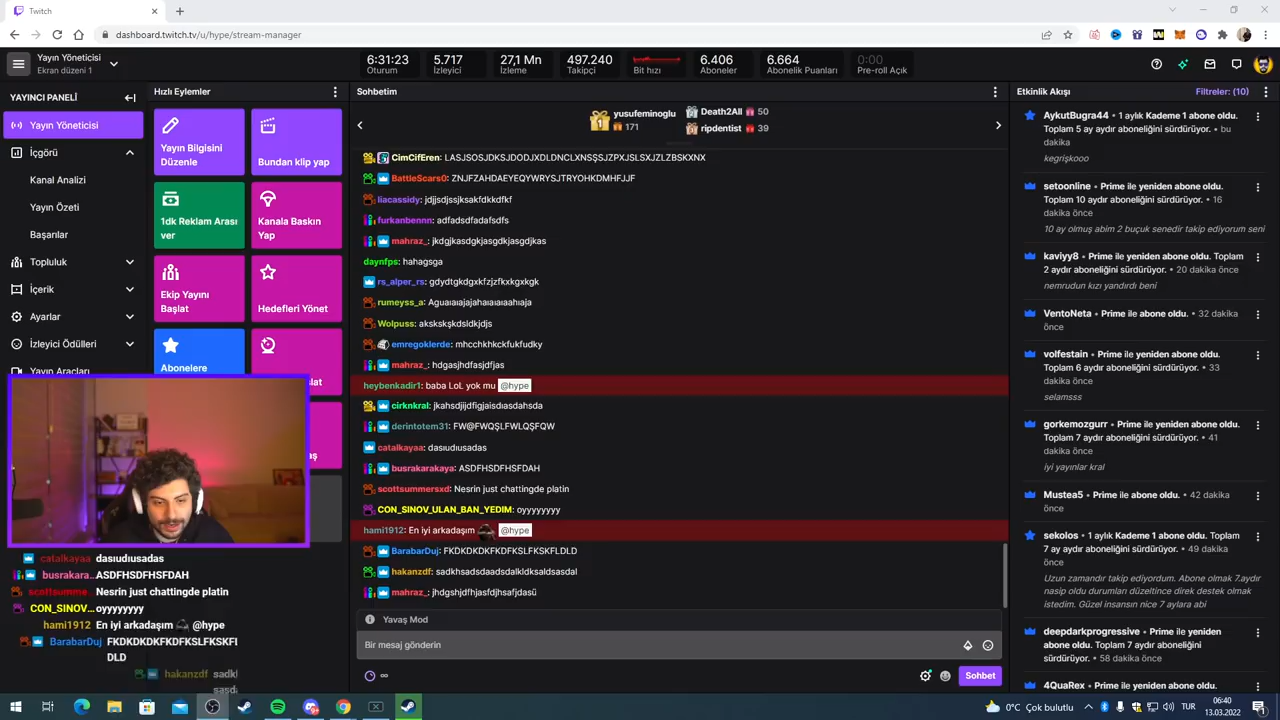 Twitch
dashboard.twitch.tv/u/hype/stream-manager
Yayın Yöneticisi
Ekran düzeni 1
6:31:23
Oturum
5.717
İzleyici
27,1 Mn
İzleme
497.240
Takipçi
Bit hızı
6.406
Aboneler
6.664
Abonelik Puanları
0:00
Pre-roll Açık
YAYINCI PANELİ
Yayın Yöneticisi
İçgörü
Kanal Analizi
Yayın Özeti
Başarılar
Topluluk
İçerik
Ayarlar
İzleyici Ödülleri
Yayın Araçları
Hızlı Eylemler
Yayın Bilgisini
Düzenle
Bundan klip yap
1dk Reklam Arası
ver
Kanala Baskın
Yap
Ekip Yayını
Başlat
Hedefleri Yönet
Abonelere
catalkayaa dasıudıusadas
busrakara... ASDFHSDFHSFDAH
scottsumme.. Nesrin just chattingde platin
CON_SINOV... oyyyyyyyy
hami1912 En iyi arkadaşım @hype
BarabarDuj FKDKDKDKFKDFKSLFKSKFL
DLD
hakanzdf
Sohbetim
1
yusufeminoglu
171
Death2All 50
ripdentist 39
CimCifEren: LASJSOSJDKSJDODJXDLDNCLXNSŞSJZPXJSLSXJZLZBSKXNX
BattleScars0: ZNJFZAHDAEYEQYWRYSJTRYOHKDMHFJJF
liacassidy: jdjjsdjssjksakfdkkdfkf
furkanbennn: adfadsdfadafsdfs
mahraz_: jkdgjkasdgkjasgdkjasgdjkas
daynfps: hahagsga
rs_alper_rs: gdydtgkdgxkfzjzfkxkgxkgk
rumeyss_a: Aguaıaıajajahaıaıaıaahıaja
Wolpuss: akskskşkdsldkjdjs
emregoklerde: mhcchkhkckfukfudky
mahraz_: hdgasjhdfasjdfjas
heybenkadir1: baba LoL yok mu @hype
cirknkral: jkahsdjijdfigjaisdıasdahsda
derintotem31: FW@FWQŞLFWLQŞFQW
catalkayaa: dasıudıusadas
busrakarakaya: ASDFHSDFHSFDAH
scottsummersxd: Nesrin just chattingde platin
CON_SINOV_ULAN_BAN_YEDIM: oyyyyyyyy
hami1912: En iyi arkadaşım @hype
BarabarDuj: FKDKDKDKFKDFKSLFKSKFLDLD
hakanzdf: sadkhsadsdaadsdalkldksaldsasdal
mahraz_: jhdgshjdfhjasfdjhsafjdasü
Yavaş Mod
Bir mesaj gönderin
∞
Sohbet
Etkinlik Akışı
Filtreler: (10)
AykutBugra44 • 1 aylık Kademe 1 abone oldu.
Toplam 5 ay aydır aboneliğini sürdürüyor. • bu
dakika
kegrişkooo
setoonline • Prime ile yeniden abone oldu.
Toplam 10 aydır aboneliğini sürdürüyor. • 16
dakika önce
10 ay olmuş abim 2 buçuk senedir takip ediyorum seni
kaviyy8 • Prime ile yeniden abone oldu. Toplam
2 aydır aboneliğini sürdürüyor. • 20 dakika önce
nemrudun kızı yandırdı beni
VentoNeta • Prime ile abone oldu. • 32 dakika
önce
volfestain • Prime ile yeniden abone oldu.
Toplam 6 aydır aboneliğini sürdürüyor. • 33
dakika önce
selamsss
gorkemozgurr • Prime ile yeniden abone oldu.
Toplam 7 aydır aboneliğini sürdürüyor. • 41
dakika önce
iyi yayınlar kral
Mustea5 • Prime ile abone oldu. • 42 dakika
önce
sekolos • 1 aylık Kademe 1 abone oldu. Toplam
7 ay aydır aboneliğini sürdürüyor. • 49 dakika
önce
Uzun zamandır takip ediyordum. Abone olmak 7.aydır
nasip oldu durumları düzeltince direk destek olmak
istedim. Güzel insansın nice 7 aylara abi
deepdarkprogressive • Prime ile yeniden
abone oldu. Toplam 7 aydır aboneliğini
sürdürüyor. • 58 dakika önce
4QuaRex • Prime ile yeniden abone oldu.
0°C Çok bulutlu
TUR
06:40
13.03.2022